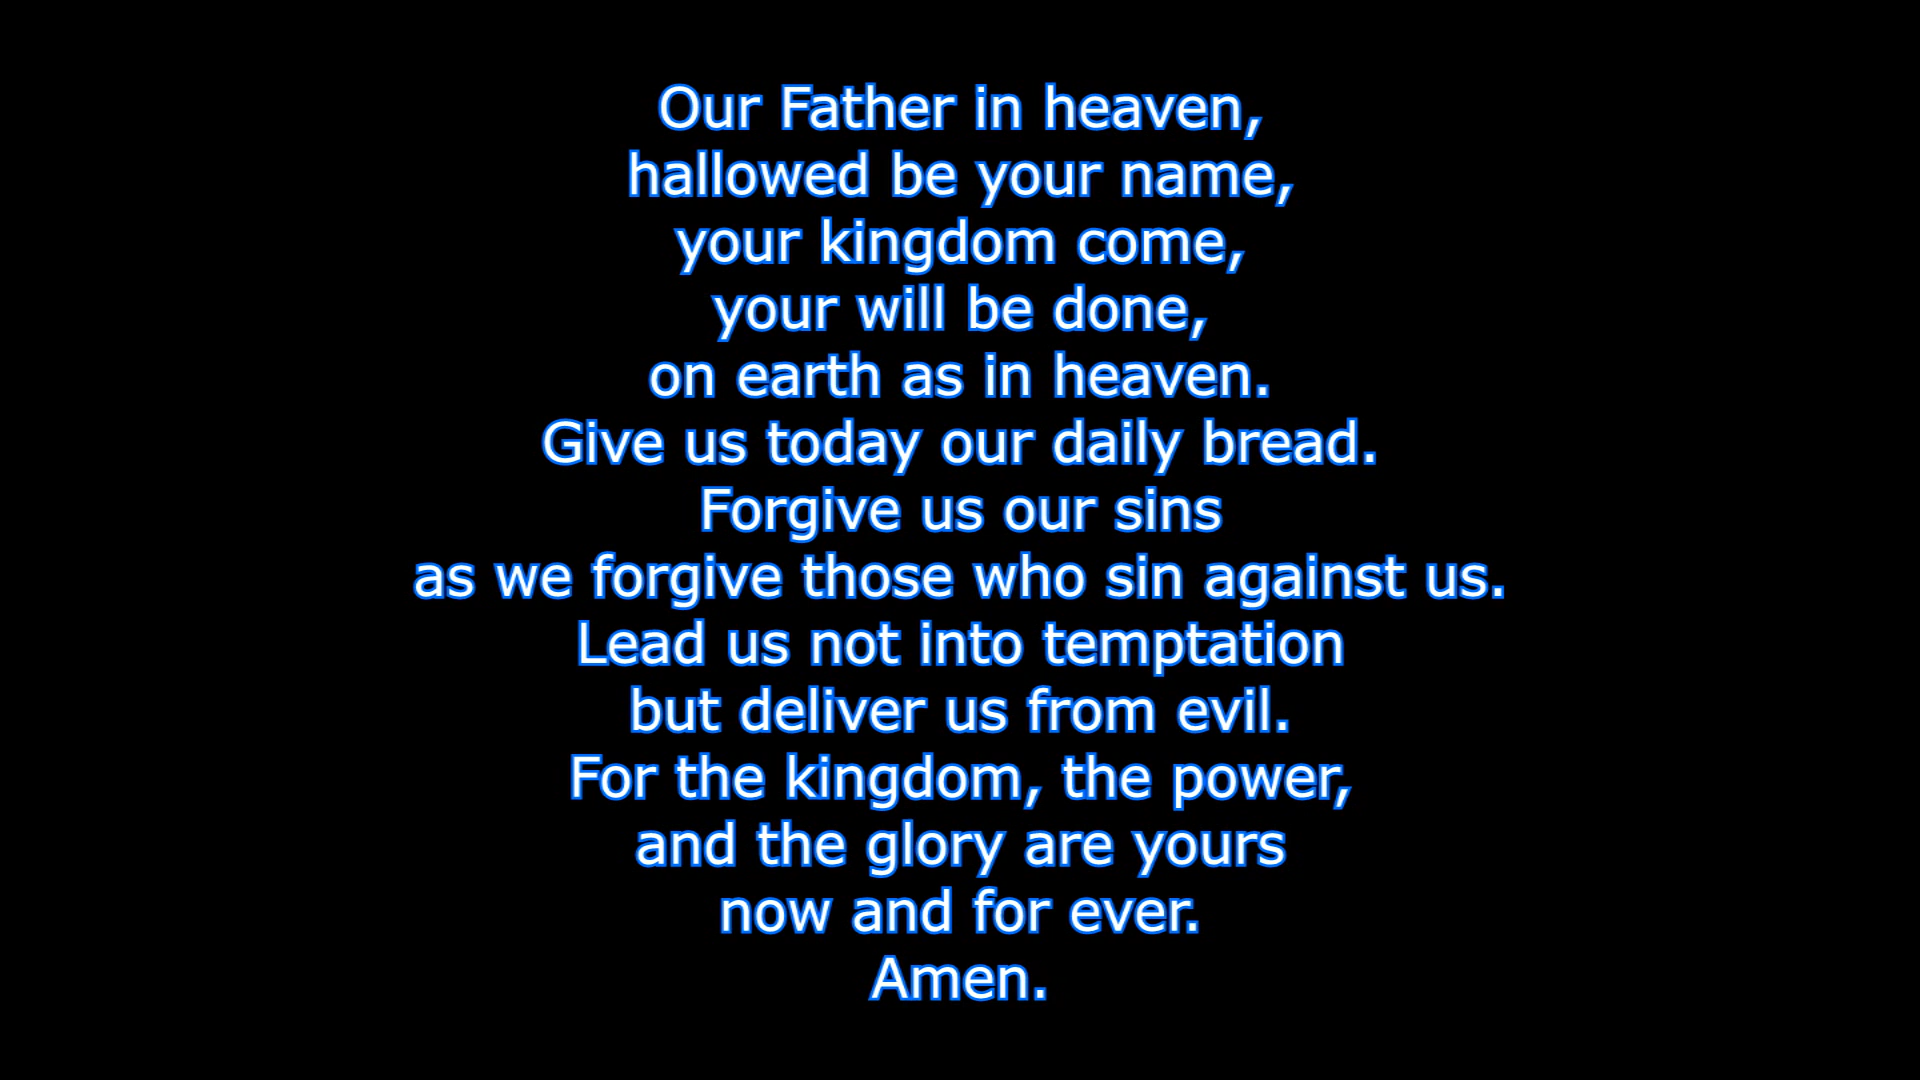 Our Father in heaven,
hallowed be your name,
your kingdom come,
your will be done,
on earth as in heaven.
Give us today our daily bread.
Forgive us our sins
as we forgive those who sin against us.
Lead us not into temptation
but deliver us from evil.
For the kingdom, the power,
and the glory are yours
now and for ever.
Amen.